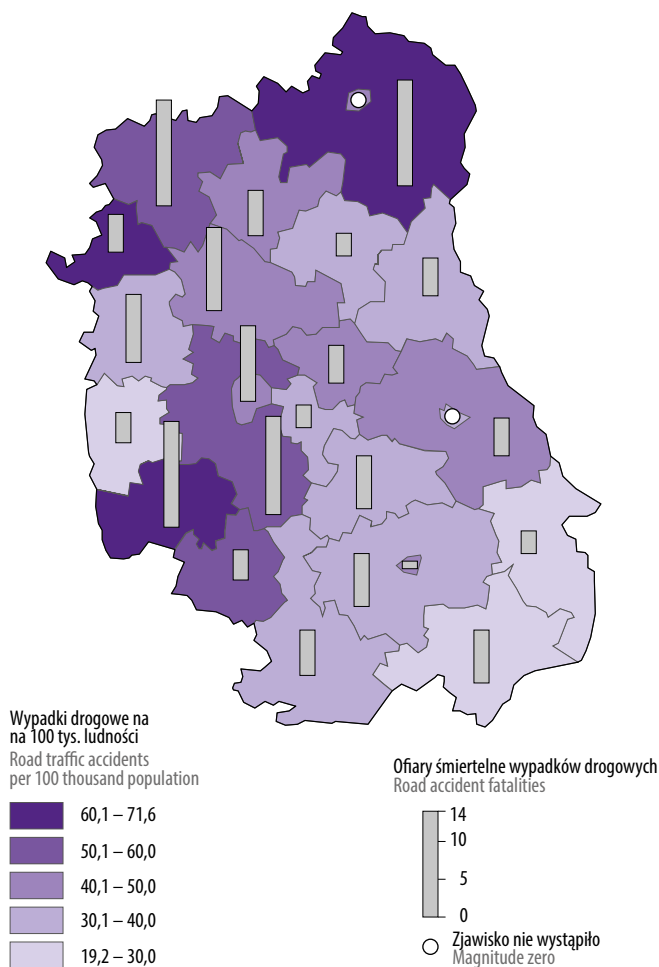 Wypadki drogowe na
na 100 tys. ludności
Road traffic accidents
per 100 thousand population
60,1 – 71,6
50,1 – 60,0
40,1 – 50,0
30,1 – 40,0
19,2 – 30,0
Ofiary śmiertelne wypadków drogowych
Road accident fatalities
14
10
5
0
Zjawisko nie wystąpiło
Magnitude zero